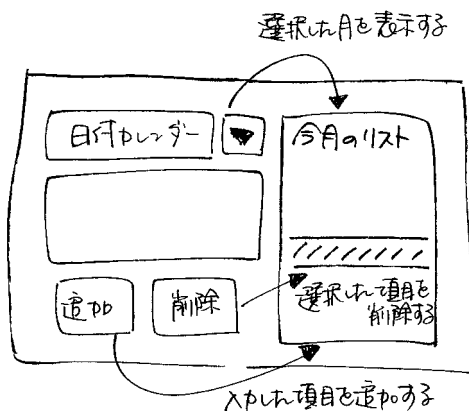 選択した月を表示する
日付カレンダー
今月のリスト
追加
削除
選択した項目を
削除する
入力した項目を追加する